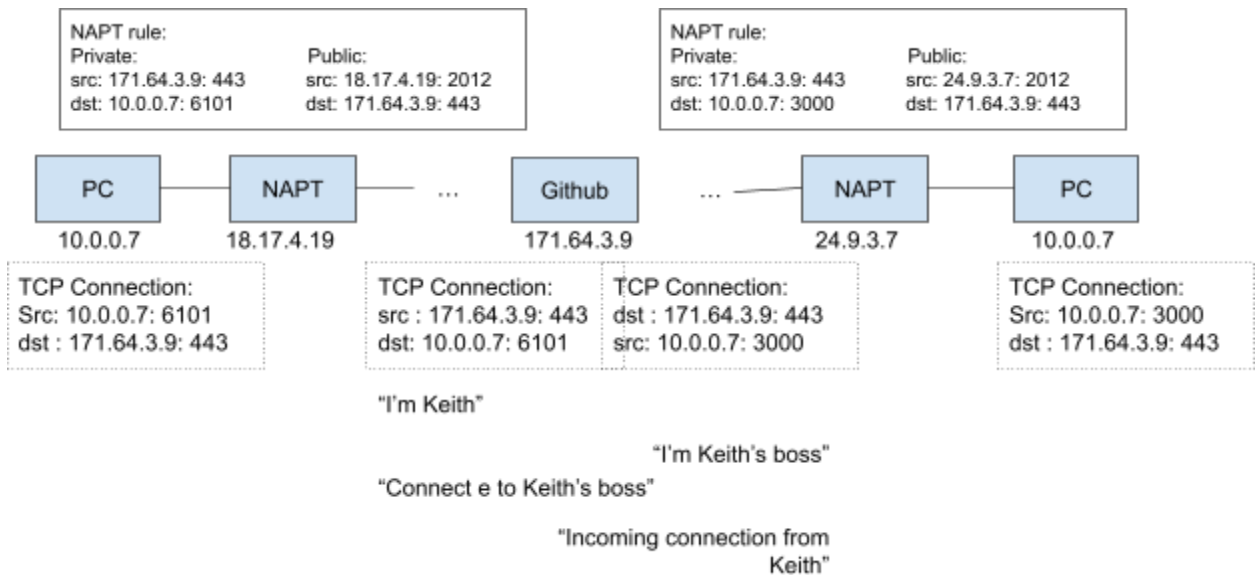 NAPT rule:
Private: Public:
src: 171.64.3.9: 443 src: 18.17.4.19: 2012
dst: 10.0.0.7: 6101 dst: 171.64.3.9: 443
NAPT rule:
Private: Public:
src: 171.64.3.9: 443 src: 24.9.3.7: 2012
dst: 10.0.0.7: 3000 dst: 171.64.3.9: 443
PC NAPT ... Github ... NAPT PC
10.0.0.7 18.17.4.19 171.64.3.9 24.9.3.7 10.0.0.7
TCP Connection:
Src: 10.0.0.7: 6101
dst : 171.64.3.9: 443
TCP Connection:
src : 171.64.3.9: 443
dst: 10.0.0.7: 6101
TCP Connection:
dst : 171.64.3.9: 443
src: 10.0.0.7: 3000
TCP Connection:
Src: 10.0.0.7: 3000
dst : 171.64.3.9: 443
“I’m Keith”
“I’m Keith’s boss”
“Connect e to Keith’s boss”
“Incoming connection from
Keith”